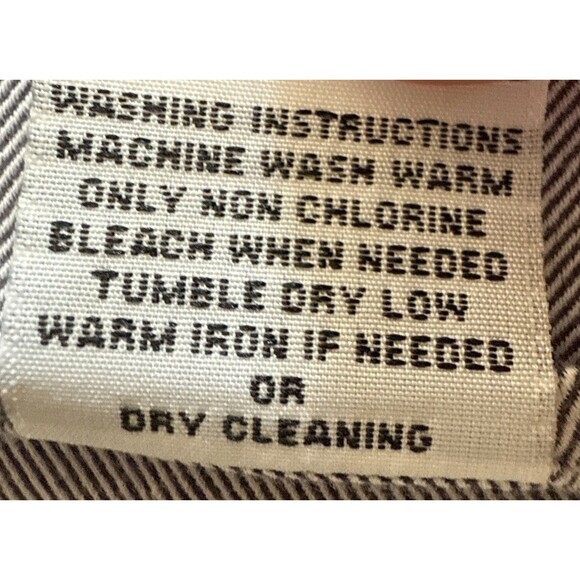 WASHING INSTRUCTIONS
MACHINE WASH WARM
ONLY NON CHLORINE
BLEACH WHEN NEEDED
TUMBLE DRY LOW
WARM IRON IF NEEDED
OR
DRY CLEANING